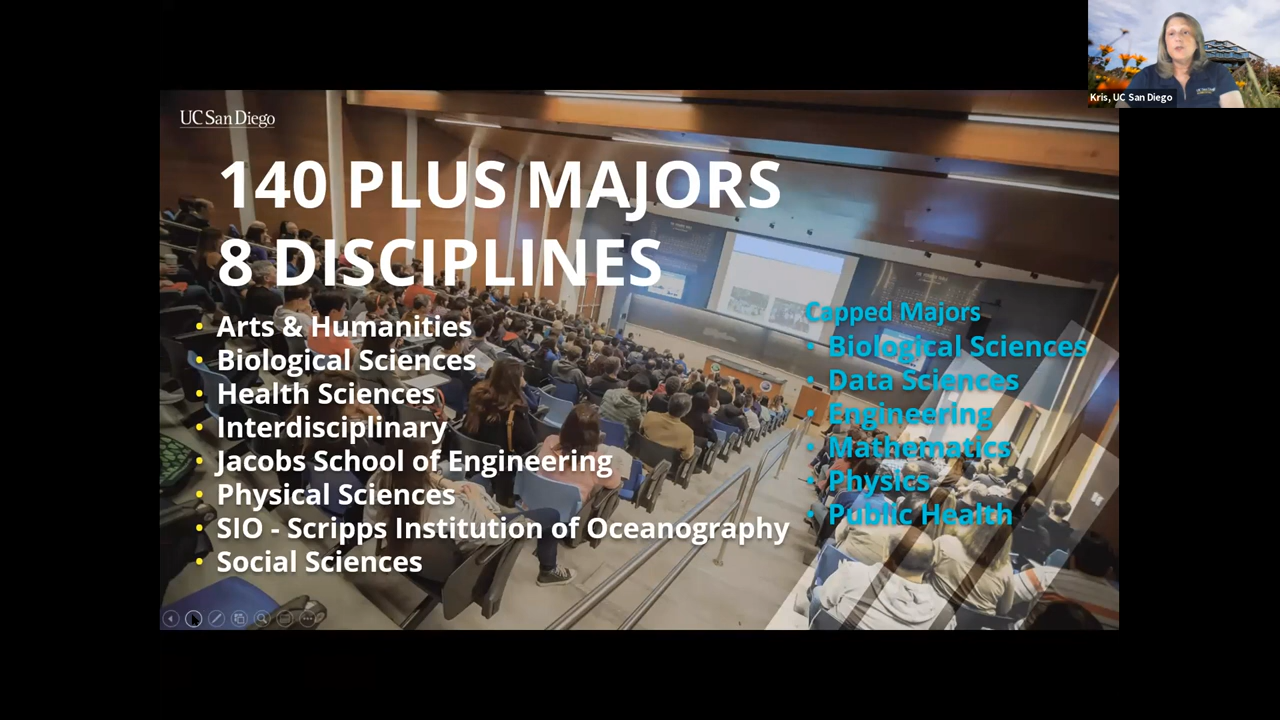 UC San Diego
140 PLUS MAJORS
8 DISCIPLINES
• Arts & Humanities
• Biological Sciences
• Health Sciences
• Interdisciplinary
• Jacobs School of Engineering
• Physical Sciences
• SIO - Scripps Institution of Oceanography
• Social Sciences
Capped Majors
• Biological Sciences
• Data Sciences
• Engineering
• Mathematics
• Physics
• Public Health
Kris, UC San Diego